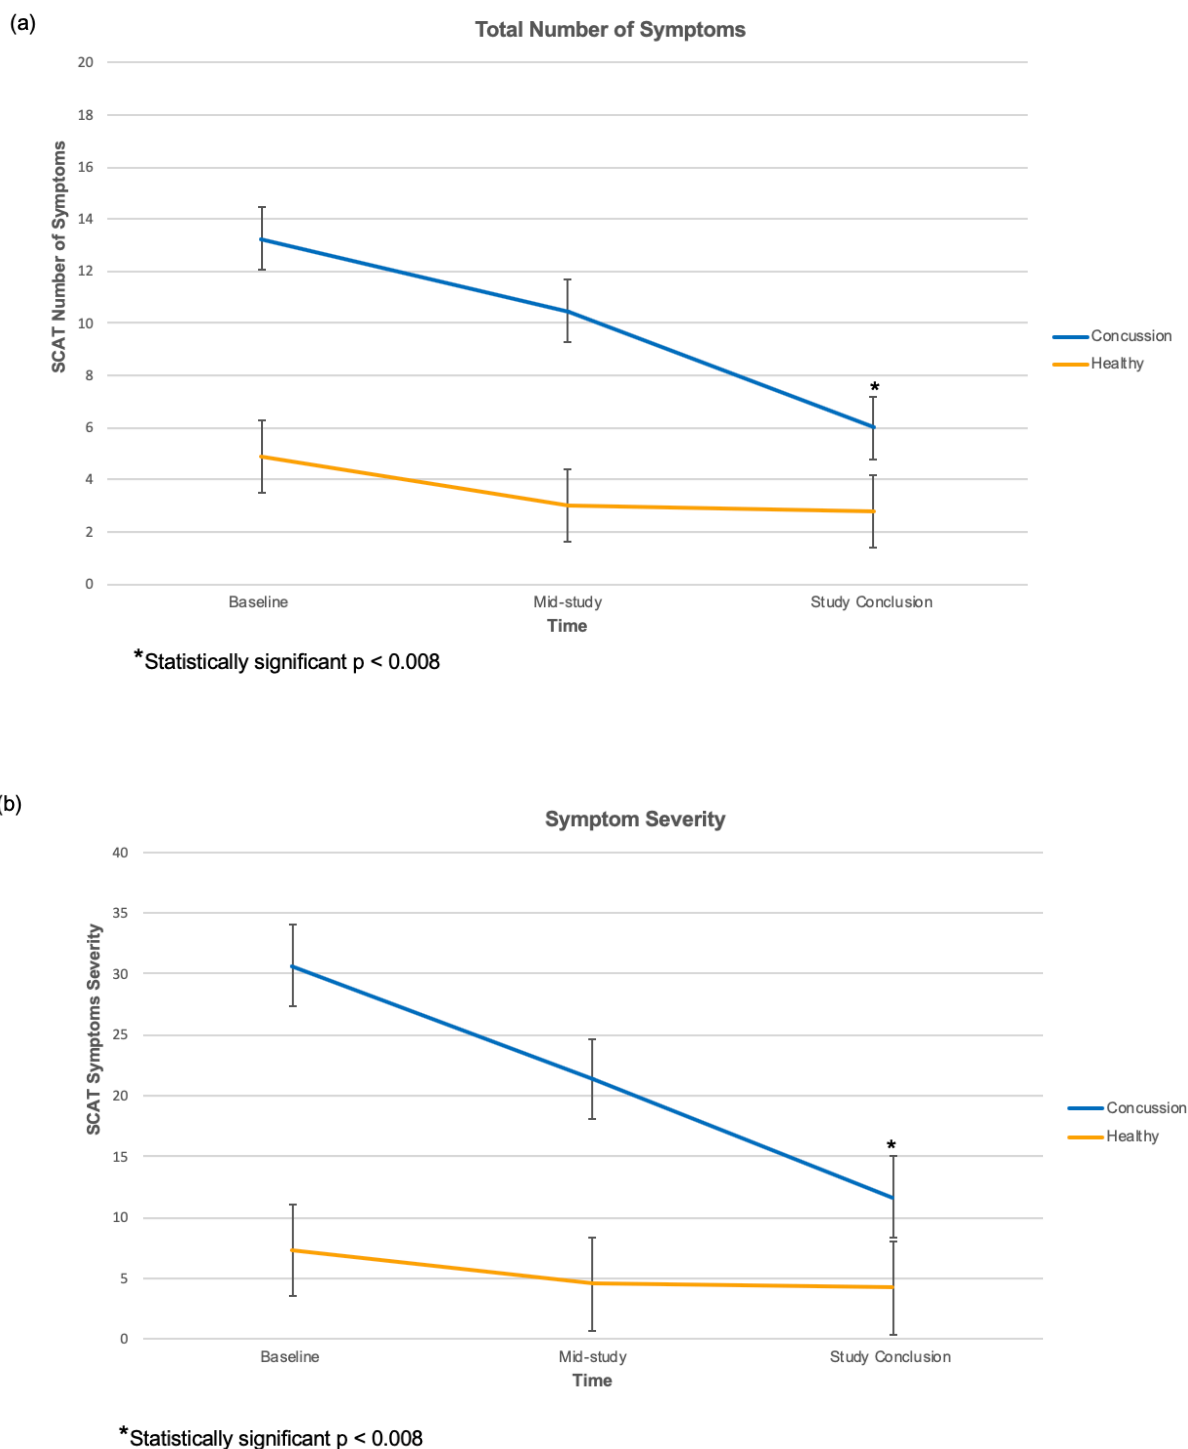 (a)
Total Number of Symptoms
20
18
16
14
12
10
8
6
4
2
0
SCAT Number of Symptoms
*
Concussion
Healthy
Baseline Mid-study Study Conclusion
Time
*Statistically significant p < 0.008
(b)
Symptom Severity
40
35
30
25
20
15
10
5
0
SCAT Symptoms Severity
*
Concussion
Healthy
Baseline Mid-study Study Conclusion
Time
*Statistically significant p < 0.008